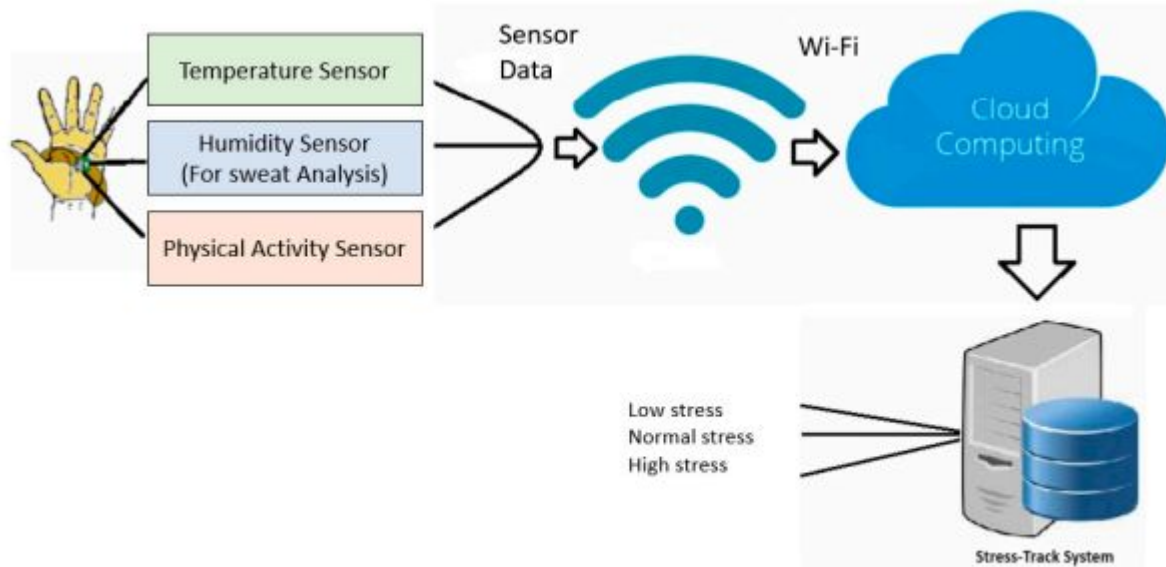 Temperature Sensor
Humidity Sensor
(For sweat Analysis)
Physical Activity Sensor
Sensor
Data
Wi-Fi
Cloud
Computing
Low stress
Normal stress
High stress
Stress-Track System